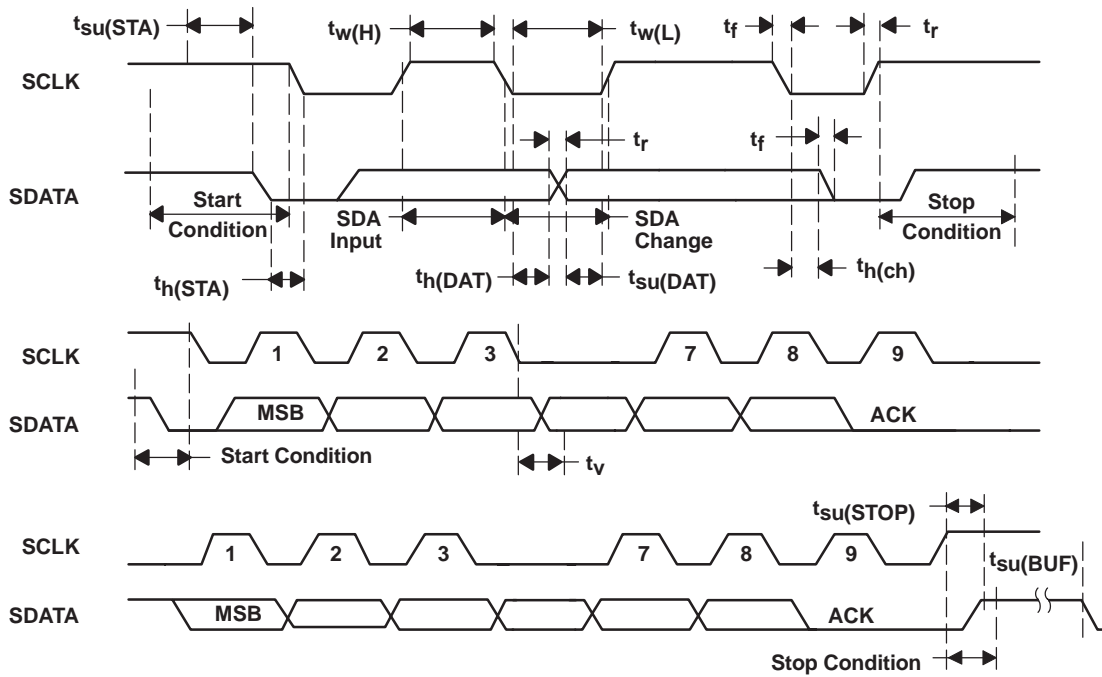 tsu(STA)
tw(H)
tw(L)
tf
tr
SCLK
tr
tf
SDATA
Start
Condition
SDA
Input
SDA
Change
Stop
Condition
th(STA)
th(DAT)
tsu(DAT)
th(ch)
SCLK
1
2
3
7
8
9
SDATA
MSB
ACK
Start Condition
tv
tsu(STOP)
SCLK
1
2
3
7
8
9
tsu(BUF)
SDATA
MSB
ACK
Stop Condition